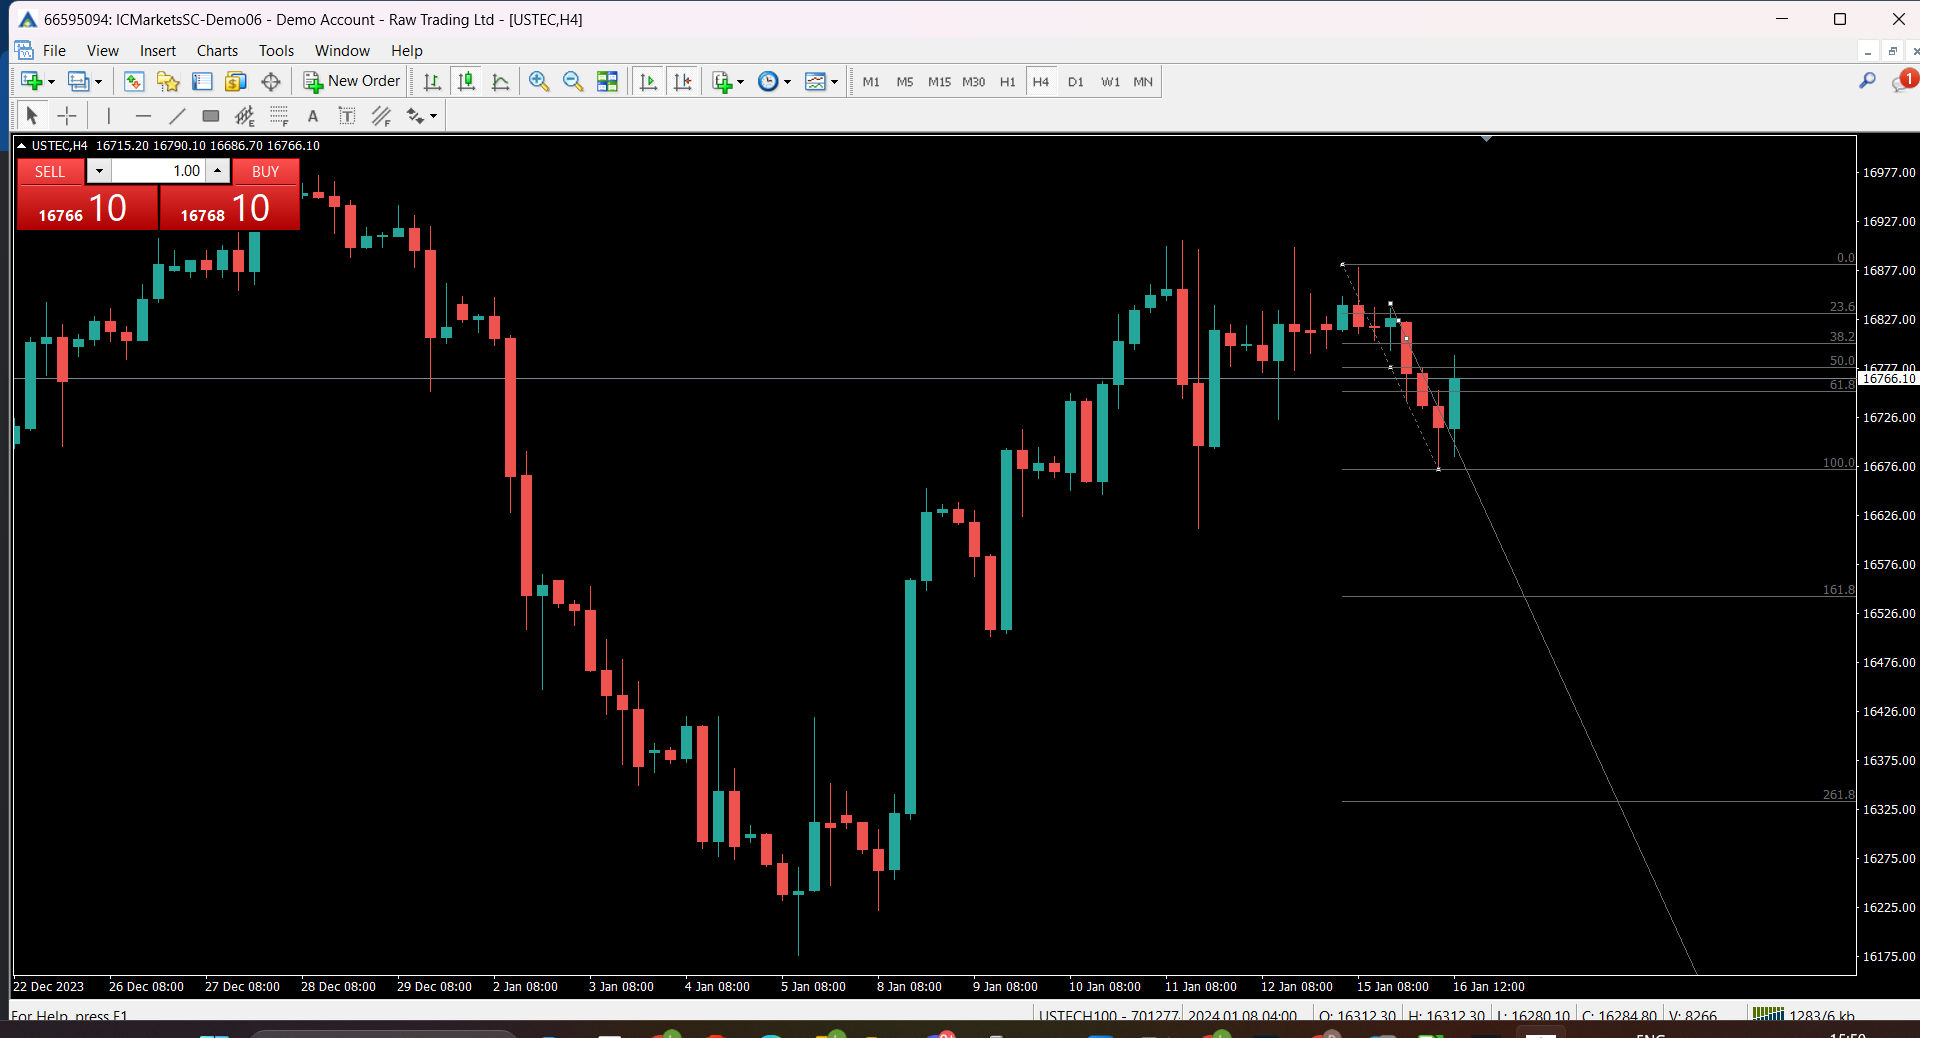 66595094: ICMarketsSC-Demo06 - Demo Account - Raw Trading Ltd - [USTEC,H4]
File View Insert Charts Tools Window Help
New Order M1 M5 M15 M30 H1 H4 D1 W1 MN 1
E F A T F
USTEC,H4 16715.20 16790.10 16686.70 16766.10
SELL 1.00 BUY
16766 10 16768 10
16977.00
16927.00
0.0
16877.00
23.6
16827.00
38.2
50.0
16777.00
16766.10
61.8
16726.00
100.0
16676.00
16626.00
16576.00
161.8
16526.00
16476.00
16426.00
16375.00
261.8
16325.00
16275.00
16225.00
16175.00
22 Dec 2023 26 Dec 08:00 27 Dec 08:00 28 Dec 08:00 29 Dec 08:00 2 Jan 08:00 3 Jan 08:00 4 Jan 08:00 5 Jan 08:00 8 Jan 08:00 9 Jan 08:00 10 Jan 08:00 11 Jan 08:00 12 Jan 08:00 15 Jan 08:00 16 Jan 12:00
For Help, press F1 USTECH100 - 701277 2024.01.08 04:00 O: 16312.30 H: 16312.30 L: 16280.10 C: 16284.80 V: 8266 1283/6 kb
ENG 15:50